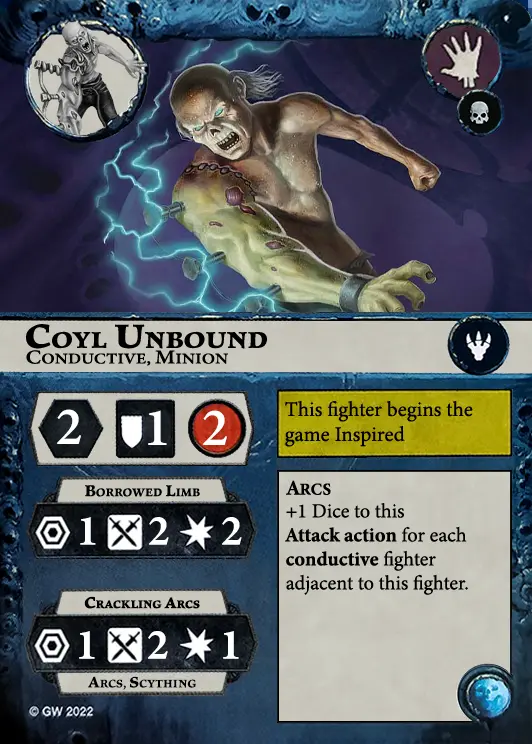 Coyl Unbound
Conductive, Minion
2 1 2
This fighter begins the
game Inspired
Borrowed Limb
1 2 2
Crackling Arcs
1 2 1
Arcs, Scything
Arcs
+1 Dice to this
Attack action for each
conductive fighter
adjacent to this fighter.
© GW 2022